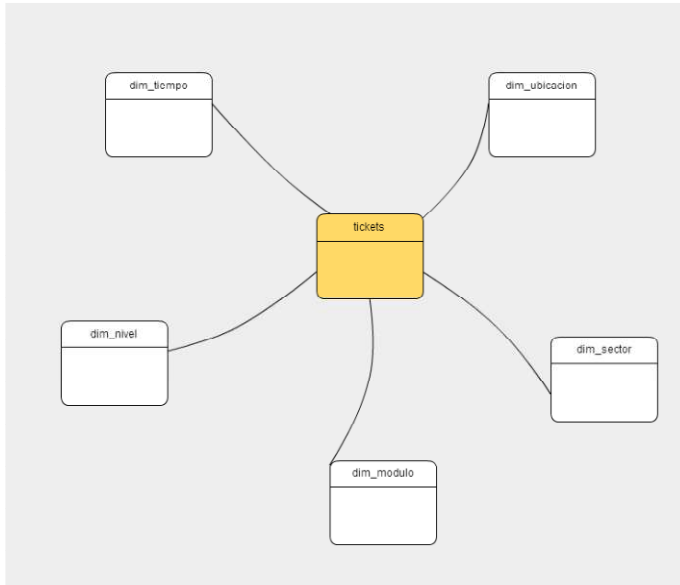 dim_tiempo
dim_ubicacion
tickets
dim_nivel
dim_sector
dim_modulo